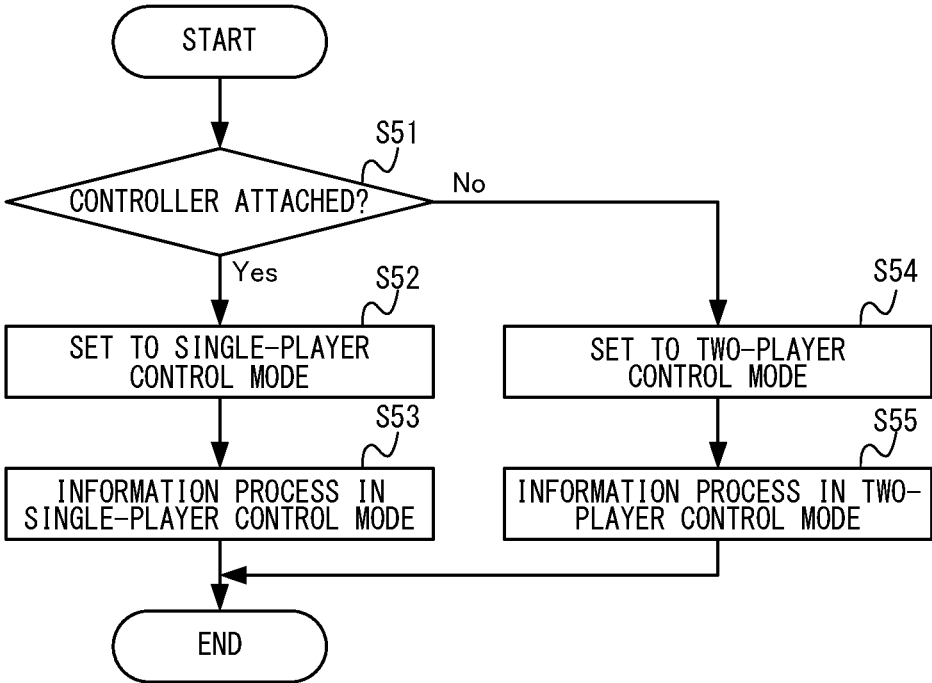 START
S51
CONTROLLER ATTACHED?
No
Yes
S52
SET TO SINGLE-PLAYER
CONTROL MODE
S54
SET TO TWO-PLAYER
CONTROL MODE
S53
INFORMATION PROCESS IN
SINGLE-PLAYER CONTROL MODE
S55
INFORMATION PROCESS IN TWO-
PLAYER CONTROL MODE
END